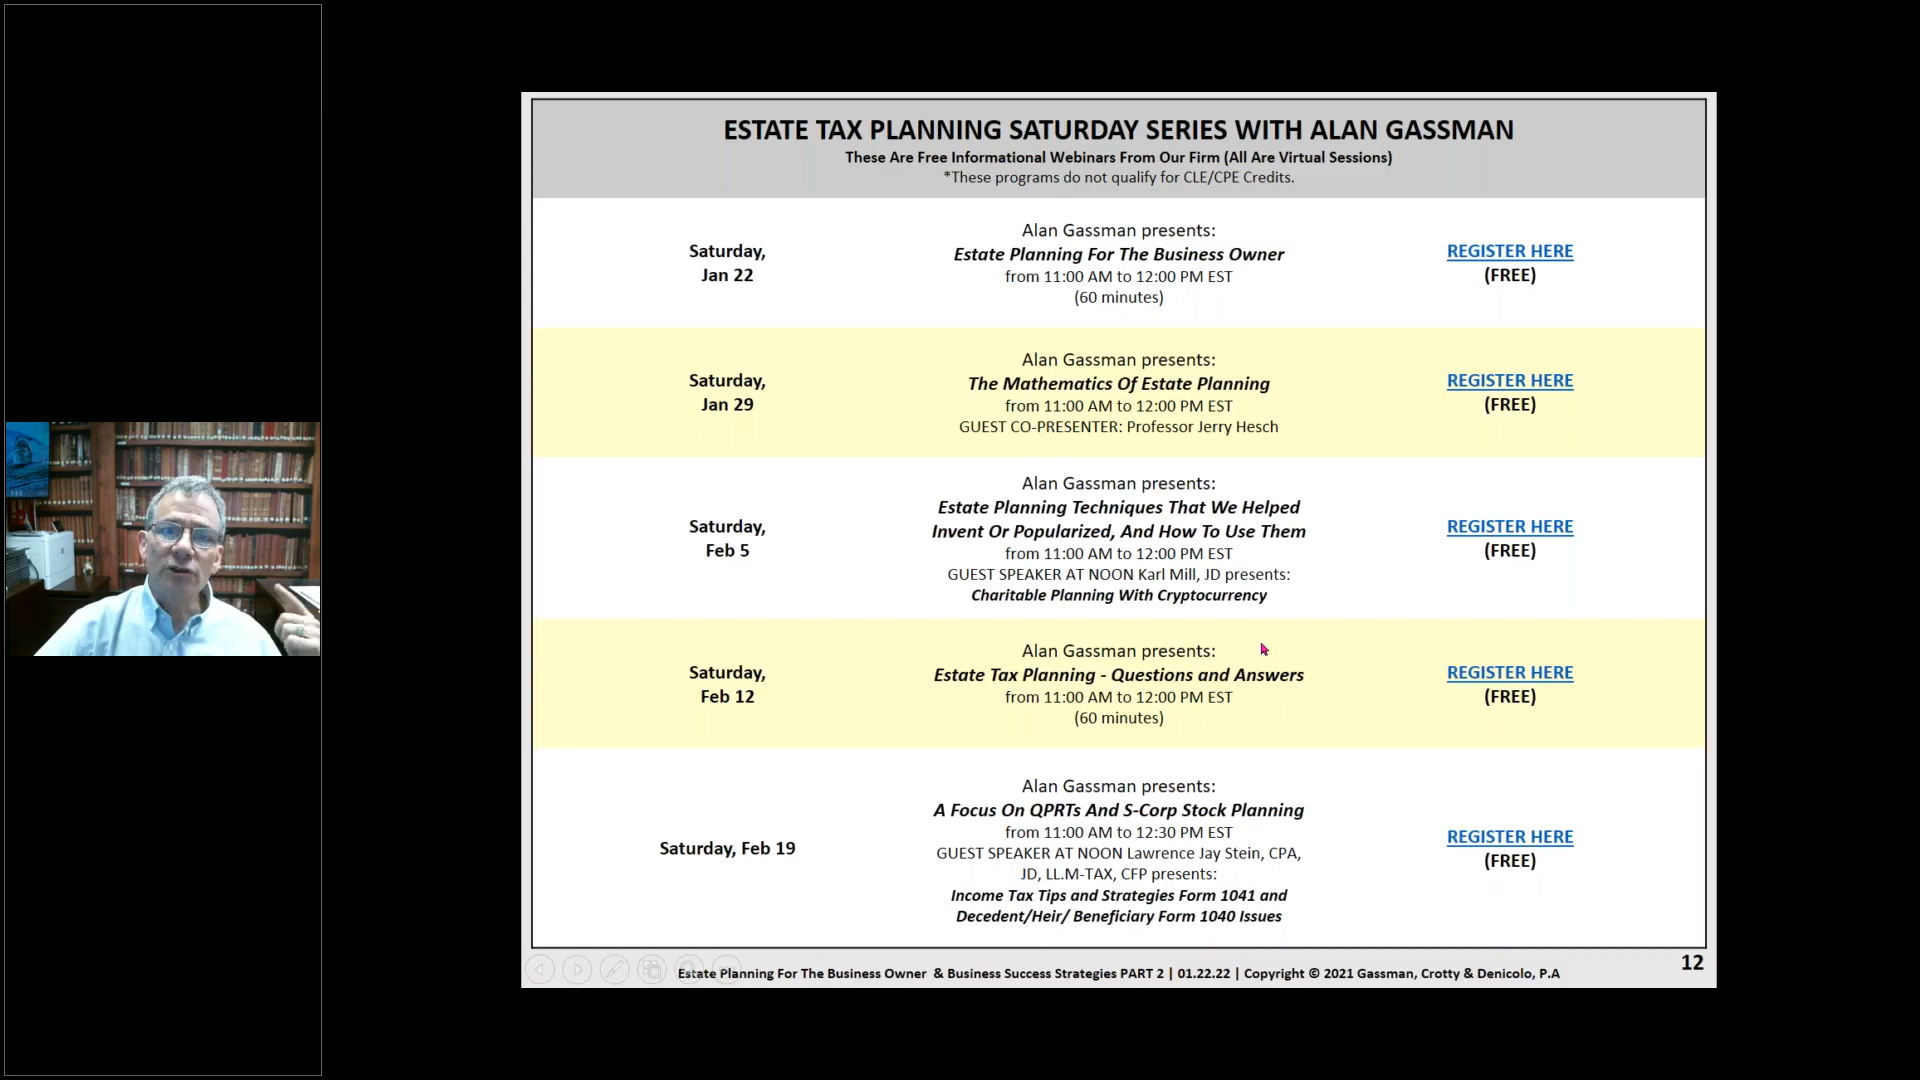 ESTATE TAX PLANNING SATURDAY SERIES WITH ALAN GASSMAN
These Are Free Informational Webinars From Our Firm (All Are Virtual Sessions)
*These programs do not qualify for CLE/CPE Credits.
Saturday,
Jan 22
Alan Gassman presents:
Estate Planning For The Business Owner
from 11:00 AM to 12:00 PM EST
(60 minutes)
REGISTER HERE
(FREE)
Saturday,
Jan 29
Alan Gassman presents:
The Mathematics Of Estate Planning
from 11:00 AM to 12:00 PM EST
GUEST CO-PRESENTER: Professor Jerry Hesch
REGISTER HERE
(FREE)
Saturday,
Feb 5
Alan Gassman presents:
Estate Planning Techniques That We Helped
Invent Or Popularized, And How To Use Them
from 11:00 AM to 12:00 PM EST
GUEST SPEAKER AT NOON Karl Mill, JD presents:
Charitable Planning With Cryptocurrency
REGISTER HERE
(FREE)
Saturday,
Feb 12
Alan Gassman presents:
Estate Tax Planning - Questions and Answers
from 11:00 AM to 12:00 PM EST
(60 minutes)
REGISTER HERE
(FREE)
Saturday, Feb 19
Alan Gassman presents:
A Focus On QPRTs And S-Corp Stock Planning
from 11:00 AM to 12:30 PM EST
GUEST SPEAKER AT NOON Lawrence Jay Stein, CPA,
JD, LL.M-TAX, CFP presents:
Income Tax Tips and Strategies Form 1041 and
Decedent/Heir/ Beneficiary Form 1040 Issues
REGISTER HERE
(FREE)
Estate Planning For The Business Owner & Business Success Strategies PART 2 | 01.22.22 | Copyright © 2021 Gassman, Crotty & Denicolo, P.A
12